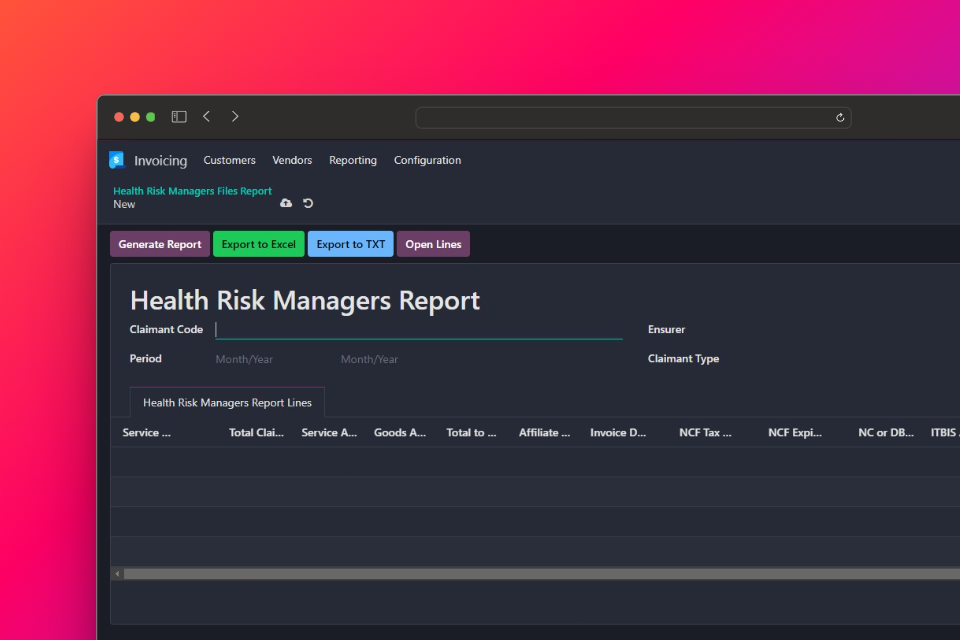 Invoicing Customers Vendors Reporting Configuration
Health Risk Managers Files Report
New
Generate Report Export to Excel Export to TXT Open Lines
Health Risk Managers Report
Claimant Code Ensurer
Period Month/Year Month/Year Claimant Type
Health Risk Managers Report Lines
Service ... Total Clai... Service A... Goods A... Total to ... Affiliate ... Invoice D... NCF Tax ... NCF Expi... NC or DB... ITBIS